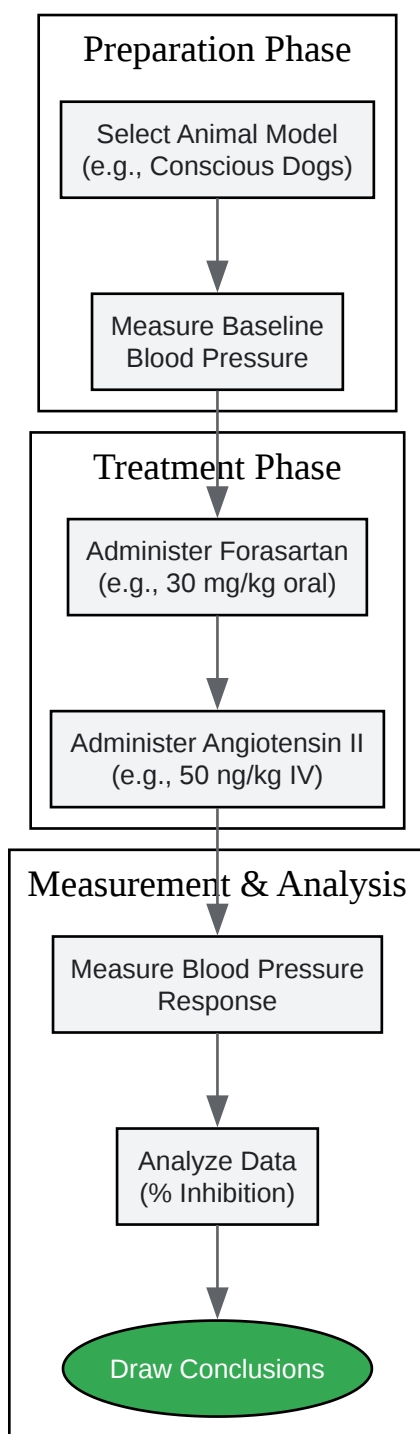 Preparation Phase
Select Animal Model
(e.g., Conscious Dogs)
Measure Baseline
Blood Pressure
Treatment Phase
Administer Forasartan
(e.g., 30 mg/kg oral)
Administer Angiotensin II
(e.g., 50 ng/kg IV)
Measurement & Analysis
Measure Blood Pressure
Response
Analyze Data
(% Inhibition)
Draw Conclusions